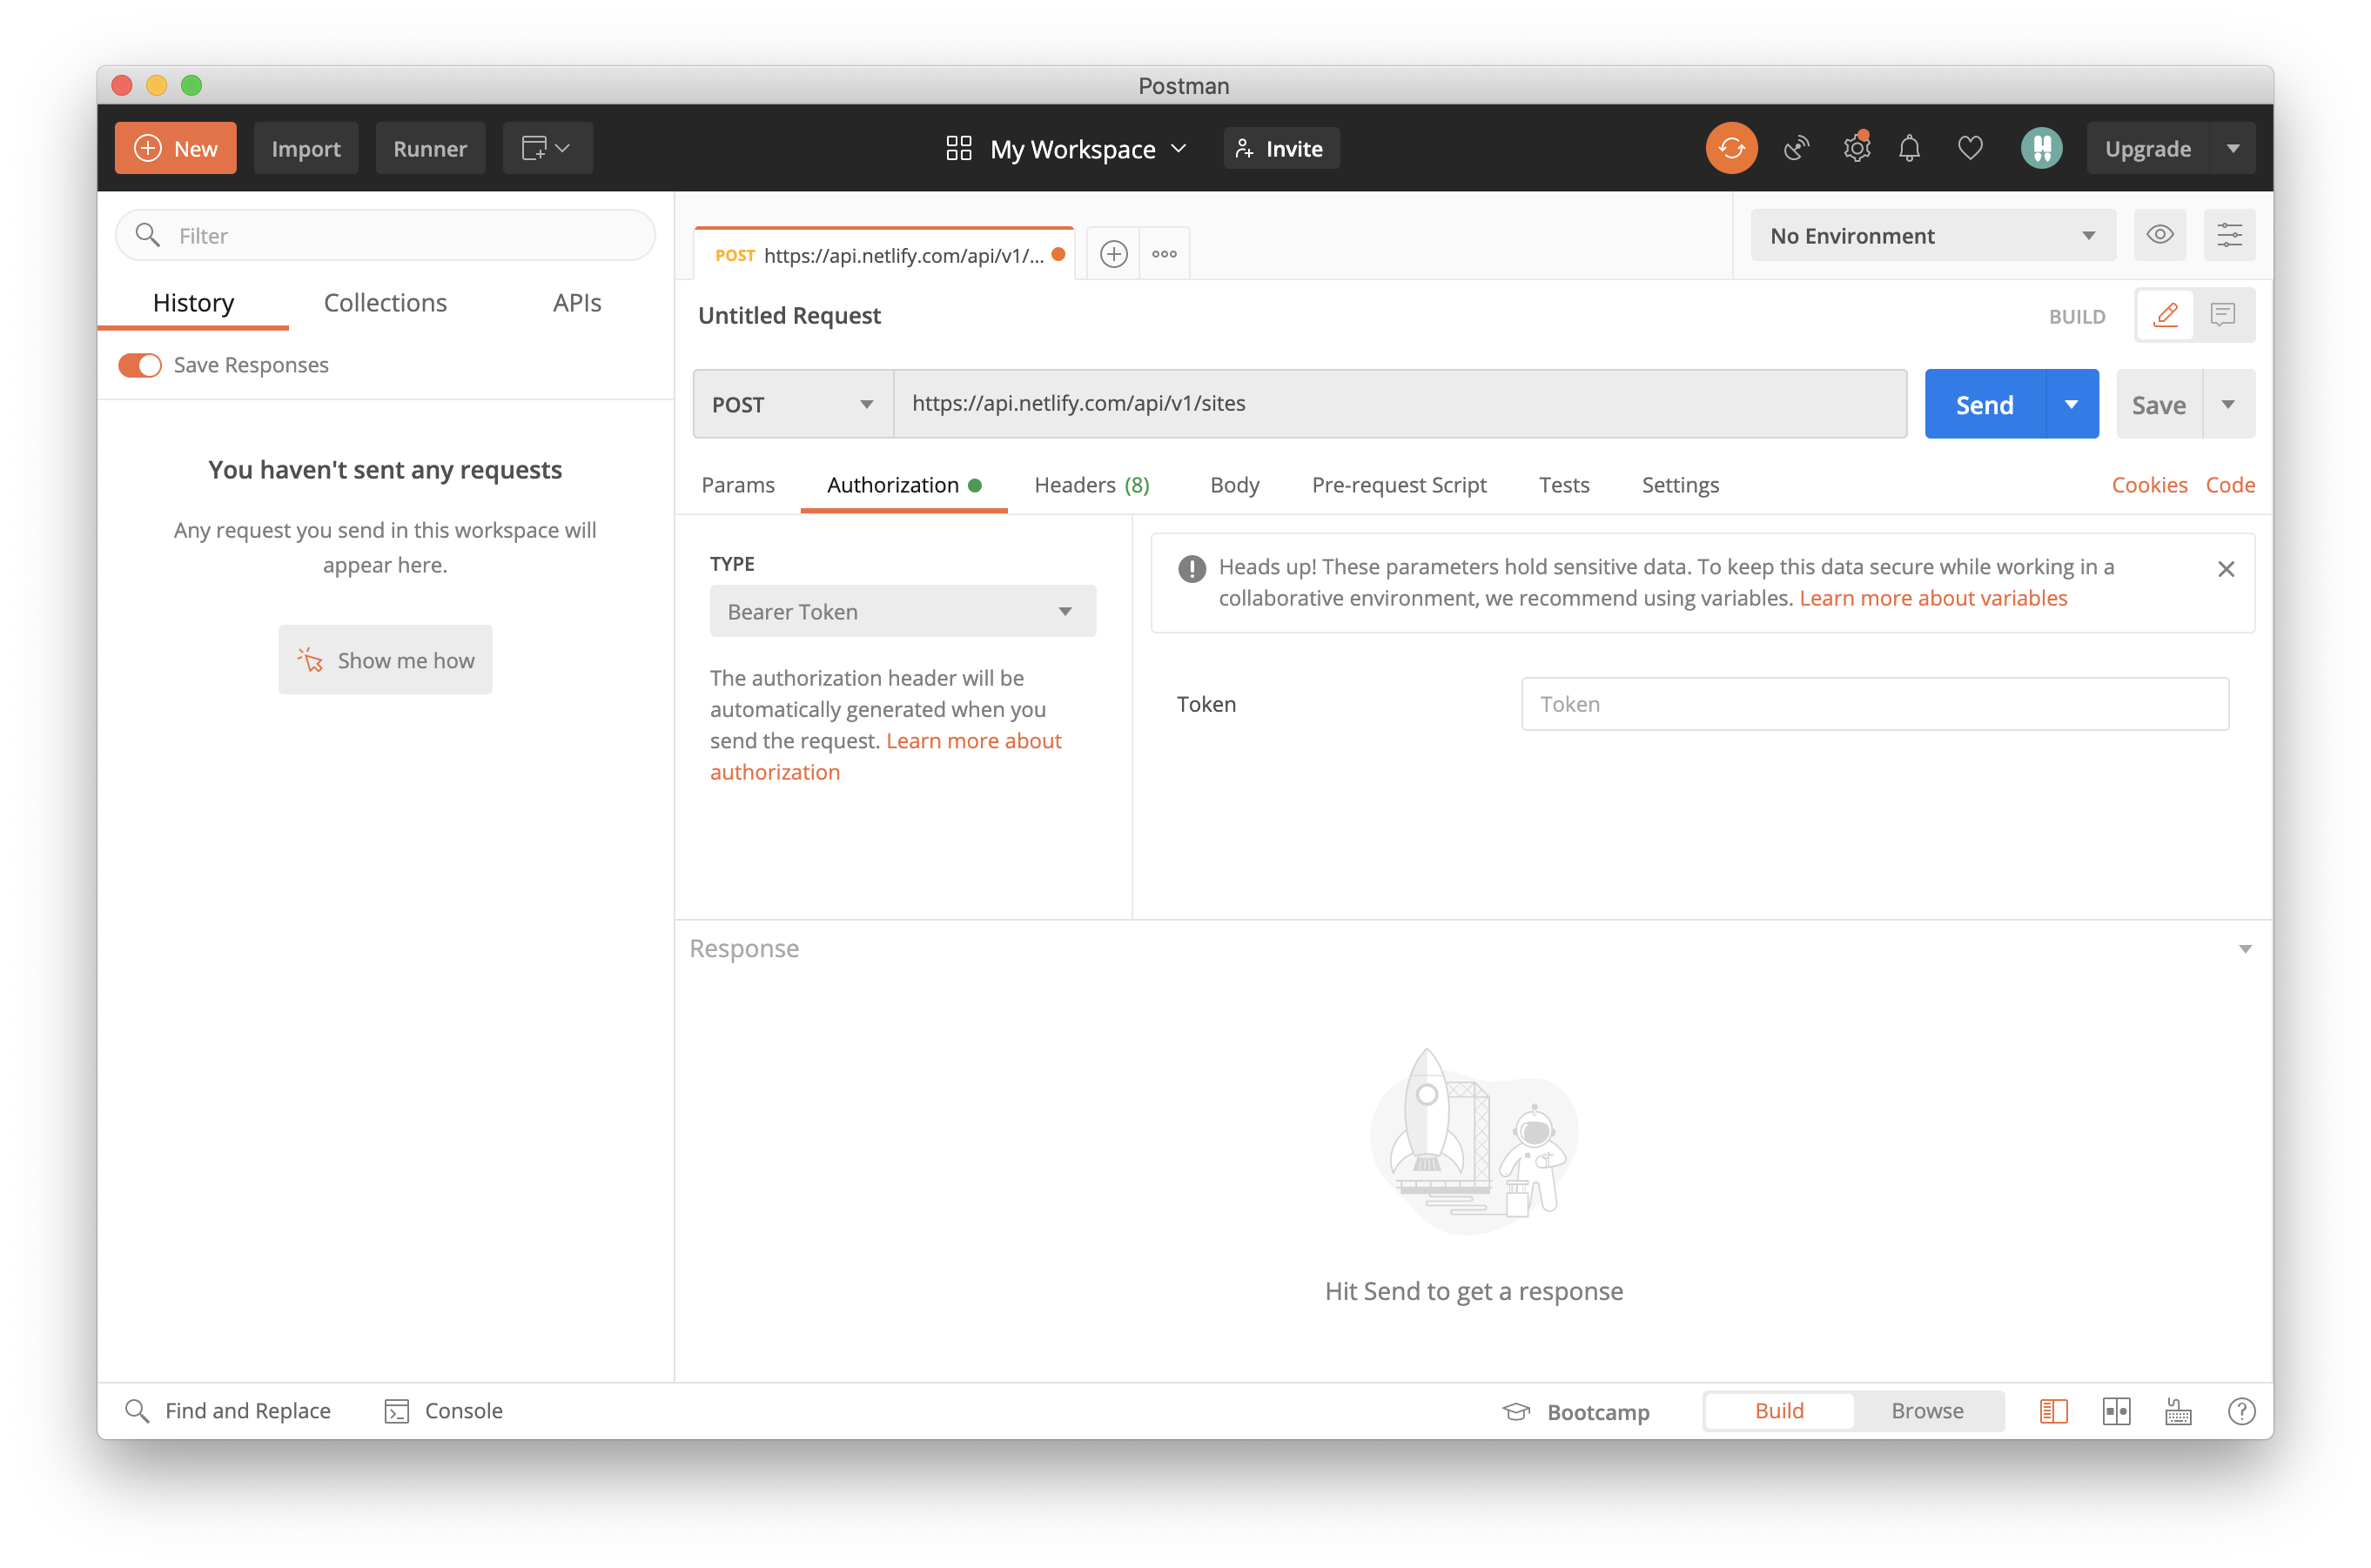 Postman
New
Import
Runner
My Workspace
Invite
Upgrade
Filter
History
Collections
APIs
Save Responses
You haven't sent any requests
Any request you send in this workspace will
appear here.
Show me how
POST https://api.netlify.com/api/v1/...
No Environment
Untitled Request
BUILD
POST
https://api.netlify.com/api/v1/sites
Send
Save
Params
Authorization
Headers (8)
Body
Pre-request Script
Tests
Settings
Cookies
Code
TYPE
Bearer Token
The authorization header will be
automatically generated when you
send the request. Learn more about
authorization
Heads up! These parameters hold sensitive data. To keep this data secure while working in a
collaborative environment, we recommend using variables. Learn more about variables
Token
Token
Response
Hit Send to get a response
Find and Replace
Console
Bootcamp
Build
Browse